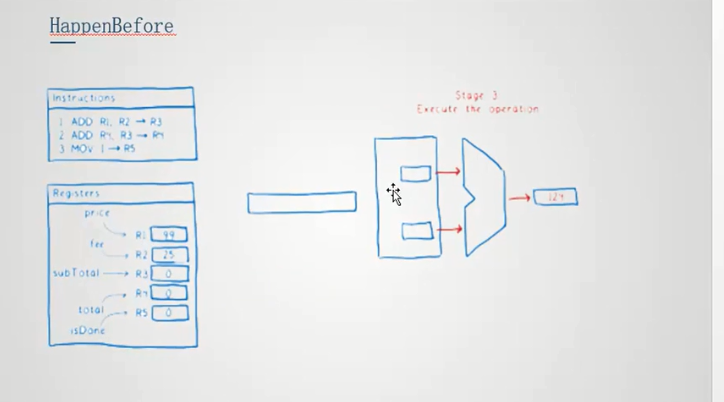 HappenBefore
Instructions
1 ADD R1, R2 → R3
2 ADD R4, R3 → R4
3 MOV 1 → R5
Stage 3
Execute the operation
Registers
price
R1 99
fee
R2 25
subTotal R3 0
R4 0
total
R5 0
isDone
124